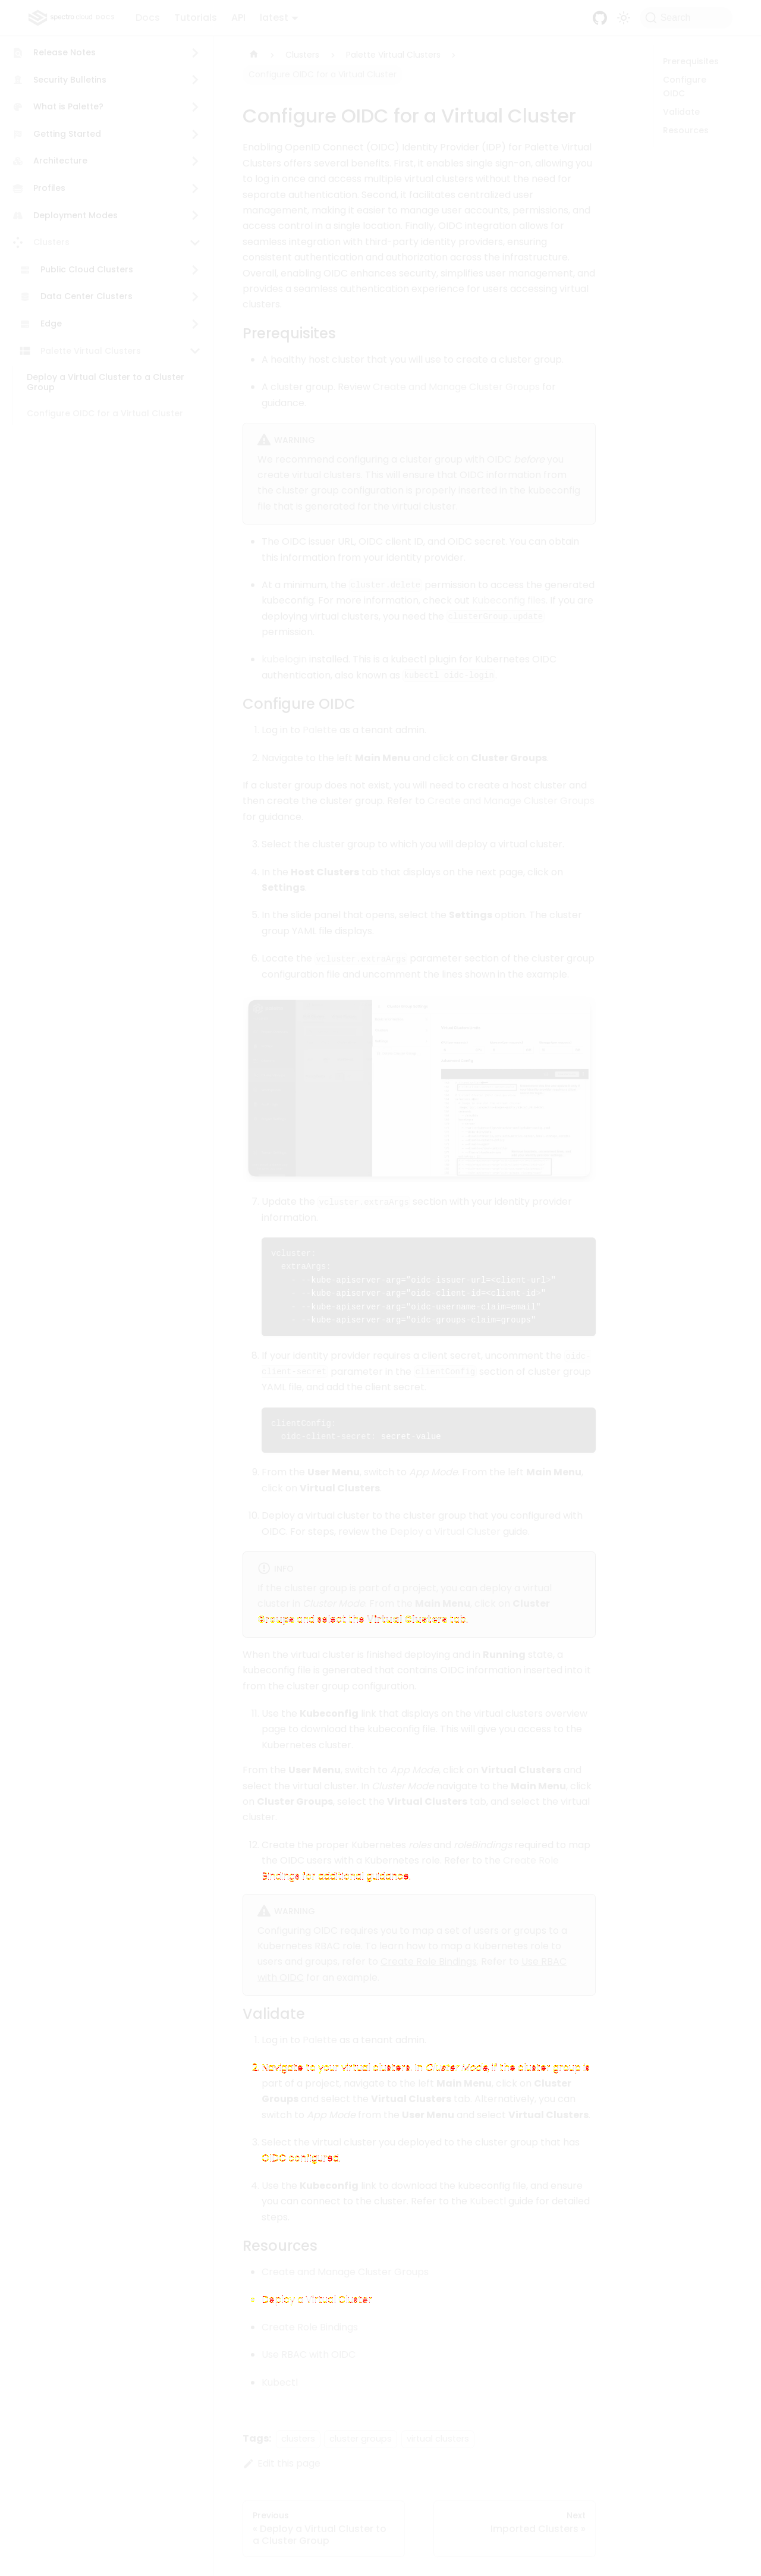 spectro cloud DOCS
Docs
Tutorials
API
latest
Search
Release Notes
Security Bulletins
What is Palette?
Getting Started
Architecture
Profiles
Deployment Modes
Clusters
Public Cloud Clusters
Data Center Clusters
Edge
Palette Virtual Clusters
Deploy a Virtual Cluster to a Cluster
Group
Configure OIDC for a Virtual Cluster
Clusters
Palette Virtual Clusters
Configure OIDC for a Virtual Cluster
Prerequisites
Configure
OIDC
Validate
Resources
Configure OIDC for a Virtual Cluster
Enabling OpenID Connect (OIDC) Identity Provider (IDP) for Palette Virtual
Clusters offers several benefits. First, it enables single sign-on, allowing you
to log in once and access multiple virtual clusters without the need for
separate authentication. Second, it facilitates centralized user
management, making it easier to manage user accounts, permissions, and
access control in a single location. Finally, OIDC integration allows for
seamless integration with third-party identity providers, ensuring
consistent authentication and authorization across the infrastructure.
Overall, enabling OIDC enhances security, simplifies user management, and
provides a seamless authentication experience for users accessing virtual
clusters.
Prerequisites
A healthy host cluster that you will use to create a cluster group.
A cluster group. Review Create and Manage Cluster Groups for
guidance.
WARNING
We recommend configuring a cluster group with OIDC before you
create virtual clusters. This will ensure that OIDC information from
the cluster group configuration is properly inserted in the kubeconfig
file that is generated for the virtual cluster.
The OIDC issuer URL, OIDC client ID, and OIDC secret. You can obtain
this information from your identity provider.
At a minimum, the cluster.Delete permission to access the generated
kubeconfig. For more information, check out Kubeconfig files. If you are
deploying virtual clusters, you need the clusterGroup.update
permission.
kubelogin installed. This is a kubectl plugin for Kubernetes OIDC
authentication, also known as kubectl oidc-login.
Configure OIDC
1. Log in to Palette as a tenant admin.
2. Navigate to the left Main Menu and click on Cluster Groups.
If a cluster group does not exist, you will need to create a host cluster and
then create the cluster group. Refer to Create and Manage Cluster Groups
for guidance.
3. Select the cluster group to which you will deploy a virtual cluster.
4. In the Host Clusters tab that displays on the next page, click on
Settings.
5. In the slide panel that opens, select the Settings option. The cluster
group YAML file displays.
6. Locate the vcluster.extraArgs parameter section of the cluster group
configuration file and uncomment the lines shown in the example.
7. Update the vcluster.extraArgs section with your identity provider
information.
vcluster:
extraArgs:
- --kube-apiserver-arg="oidc-issuer-url=<client-url>"
- --kube-apiserver-arg="oidc-client-id=<client-id>"
- --kube-apiserver-arg="oidc-username-claim=email"
- --kube-apiserver-arg="oidc-groups-claim=groups"
8. If your identity provider requires a client secret, uncomment the oidc-
client-secret parameter in the clientConfig: section of cluster group
YAML file, and add the client secret.
clientConfig:
oidc-client-secret: secret-value
9. From the User Menu, switch to App Mode. From the left Main Menu,
click on Virtual Clusters.
10. Deploy a virtual cluster to the cluster group that you configured with
OIDC. For steps, review the Deploy a Virtual Cluster guide.
INFO
If the cluster group is part of a project, you can deploy a virtual
cluster in Cluster Mode. From the Main Menu, click on Cluster
Groups and select the Virtual Clusters tab.
When the virtual cluster is finished deploying and in Running state, a
kubeconfig file is generated that contains OIDC information inserted into it
from the cluster group configuration.
11. Use the Kubeconfig link that displays on the virtual clusters overview
page to download the kubeconfig file. This will give you access to the
Kubernetes cluster.
From the User Menu, switch to App Mode, click on Virtual Clusters and
select the virtual cluster. In Cluster Mode navigate to the Main Menu, click
on Cluster Groups, select the Virtual Clusters tab, and select the virtual
cluster.
12. Create the proper Kubernetes roles and roleBindings required to map
the OIDC users with a Kubernetes role. Refer to the Create Role
Bindings for additional guidance.
WARNING
Configuring OIDC requires you to map a set of users or groups to a
Kubernetes RBAC role. To learn how to map a Kubernetes role to
users and groups, refer to Create Role Bindings. Refer to Use RBAC
with OIDC for an example.
Validate
1. Log in to Palette as a tenant admin.
2. Navigate to your virtual clusters. In Cluster Mode, if the cluster group is
part of a project, navigate to the left Main Menu, click on Cluster
Groups and select the Virtual Clusters tab. Alternatively, you can
switch to App Mode from the User Menu and select Virtual Clusters.
3. Select the virtual cluster you deployed to the cluster group that has
OIDC configured.
4. Use the Kubeconfig link to download the kubeconfig file, and ensure
you can connect to the cluster. Refer to the Kubectl guide for detailed
steps.
Resources
Create and Manage Cluster Groups
Deploy a Virtual Cluster
Create Role Bindings
Use RBAC with OIDC
Kubectl
Tags: clusters cluster groups virtual clusters
Edit this page
Previous
« Deploy a Virtual Cluster to
a Cluster Group
Next
Imported Clusters »